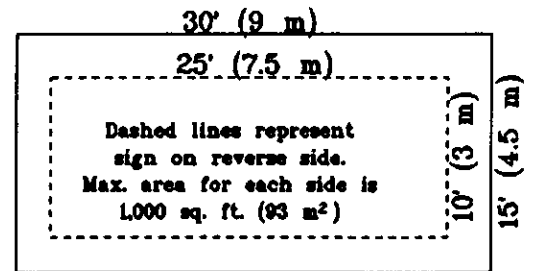 30' (9 m)
25' (7.5 m)
Dashed lines represent
sign on reverse side.
Max. area for each side is
1,000 sq. ft. (93 m²)
10' (3 m)
15' (4.5 m)